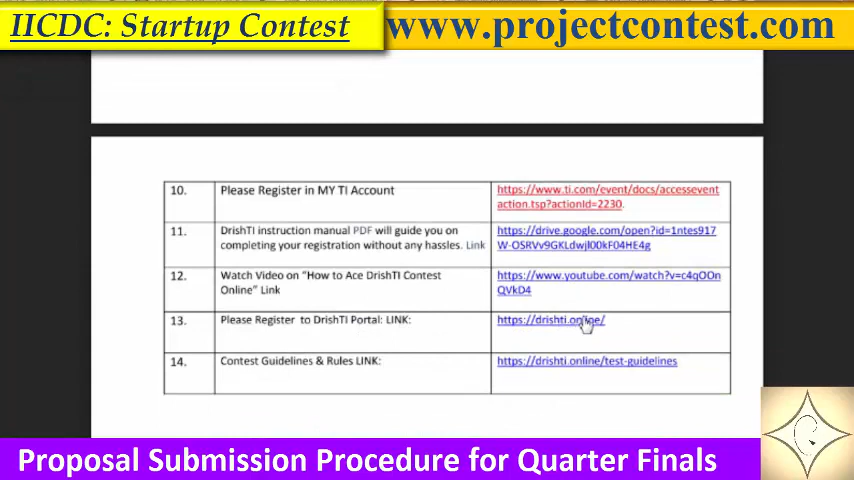 IICDC: Startup Contest
www.projectcontest.com
10. Please Register in MY TI Account https://www.ti.com/event/docs/accessevent
action.tsp?actionId=2230.
11. DrishTI instruction manual PDF will guide you on https://drive.google.com/open?id=1ntes917
completing your registration without any hassles. Link W-OSRVv9GKLdwjl00kF04HE4g
12. Watch Video on "How to Ace DrishTI Contest https://www.youtube.com/watch?v=c4qOOn
Online" Link QVkD4
13. Please Register to DrishTI Portal: LINK: https://drishti.online/
14. Contest Guidelines & Rules LINK: https://drishti.online/test-guidelines
Proposal Submission Procedure for Quarter Finals